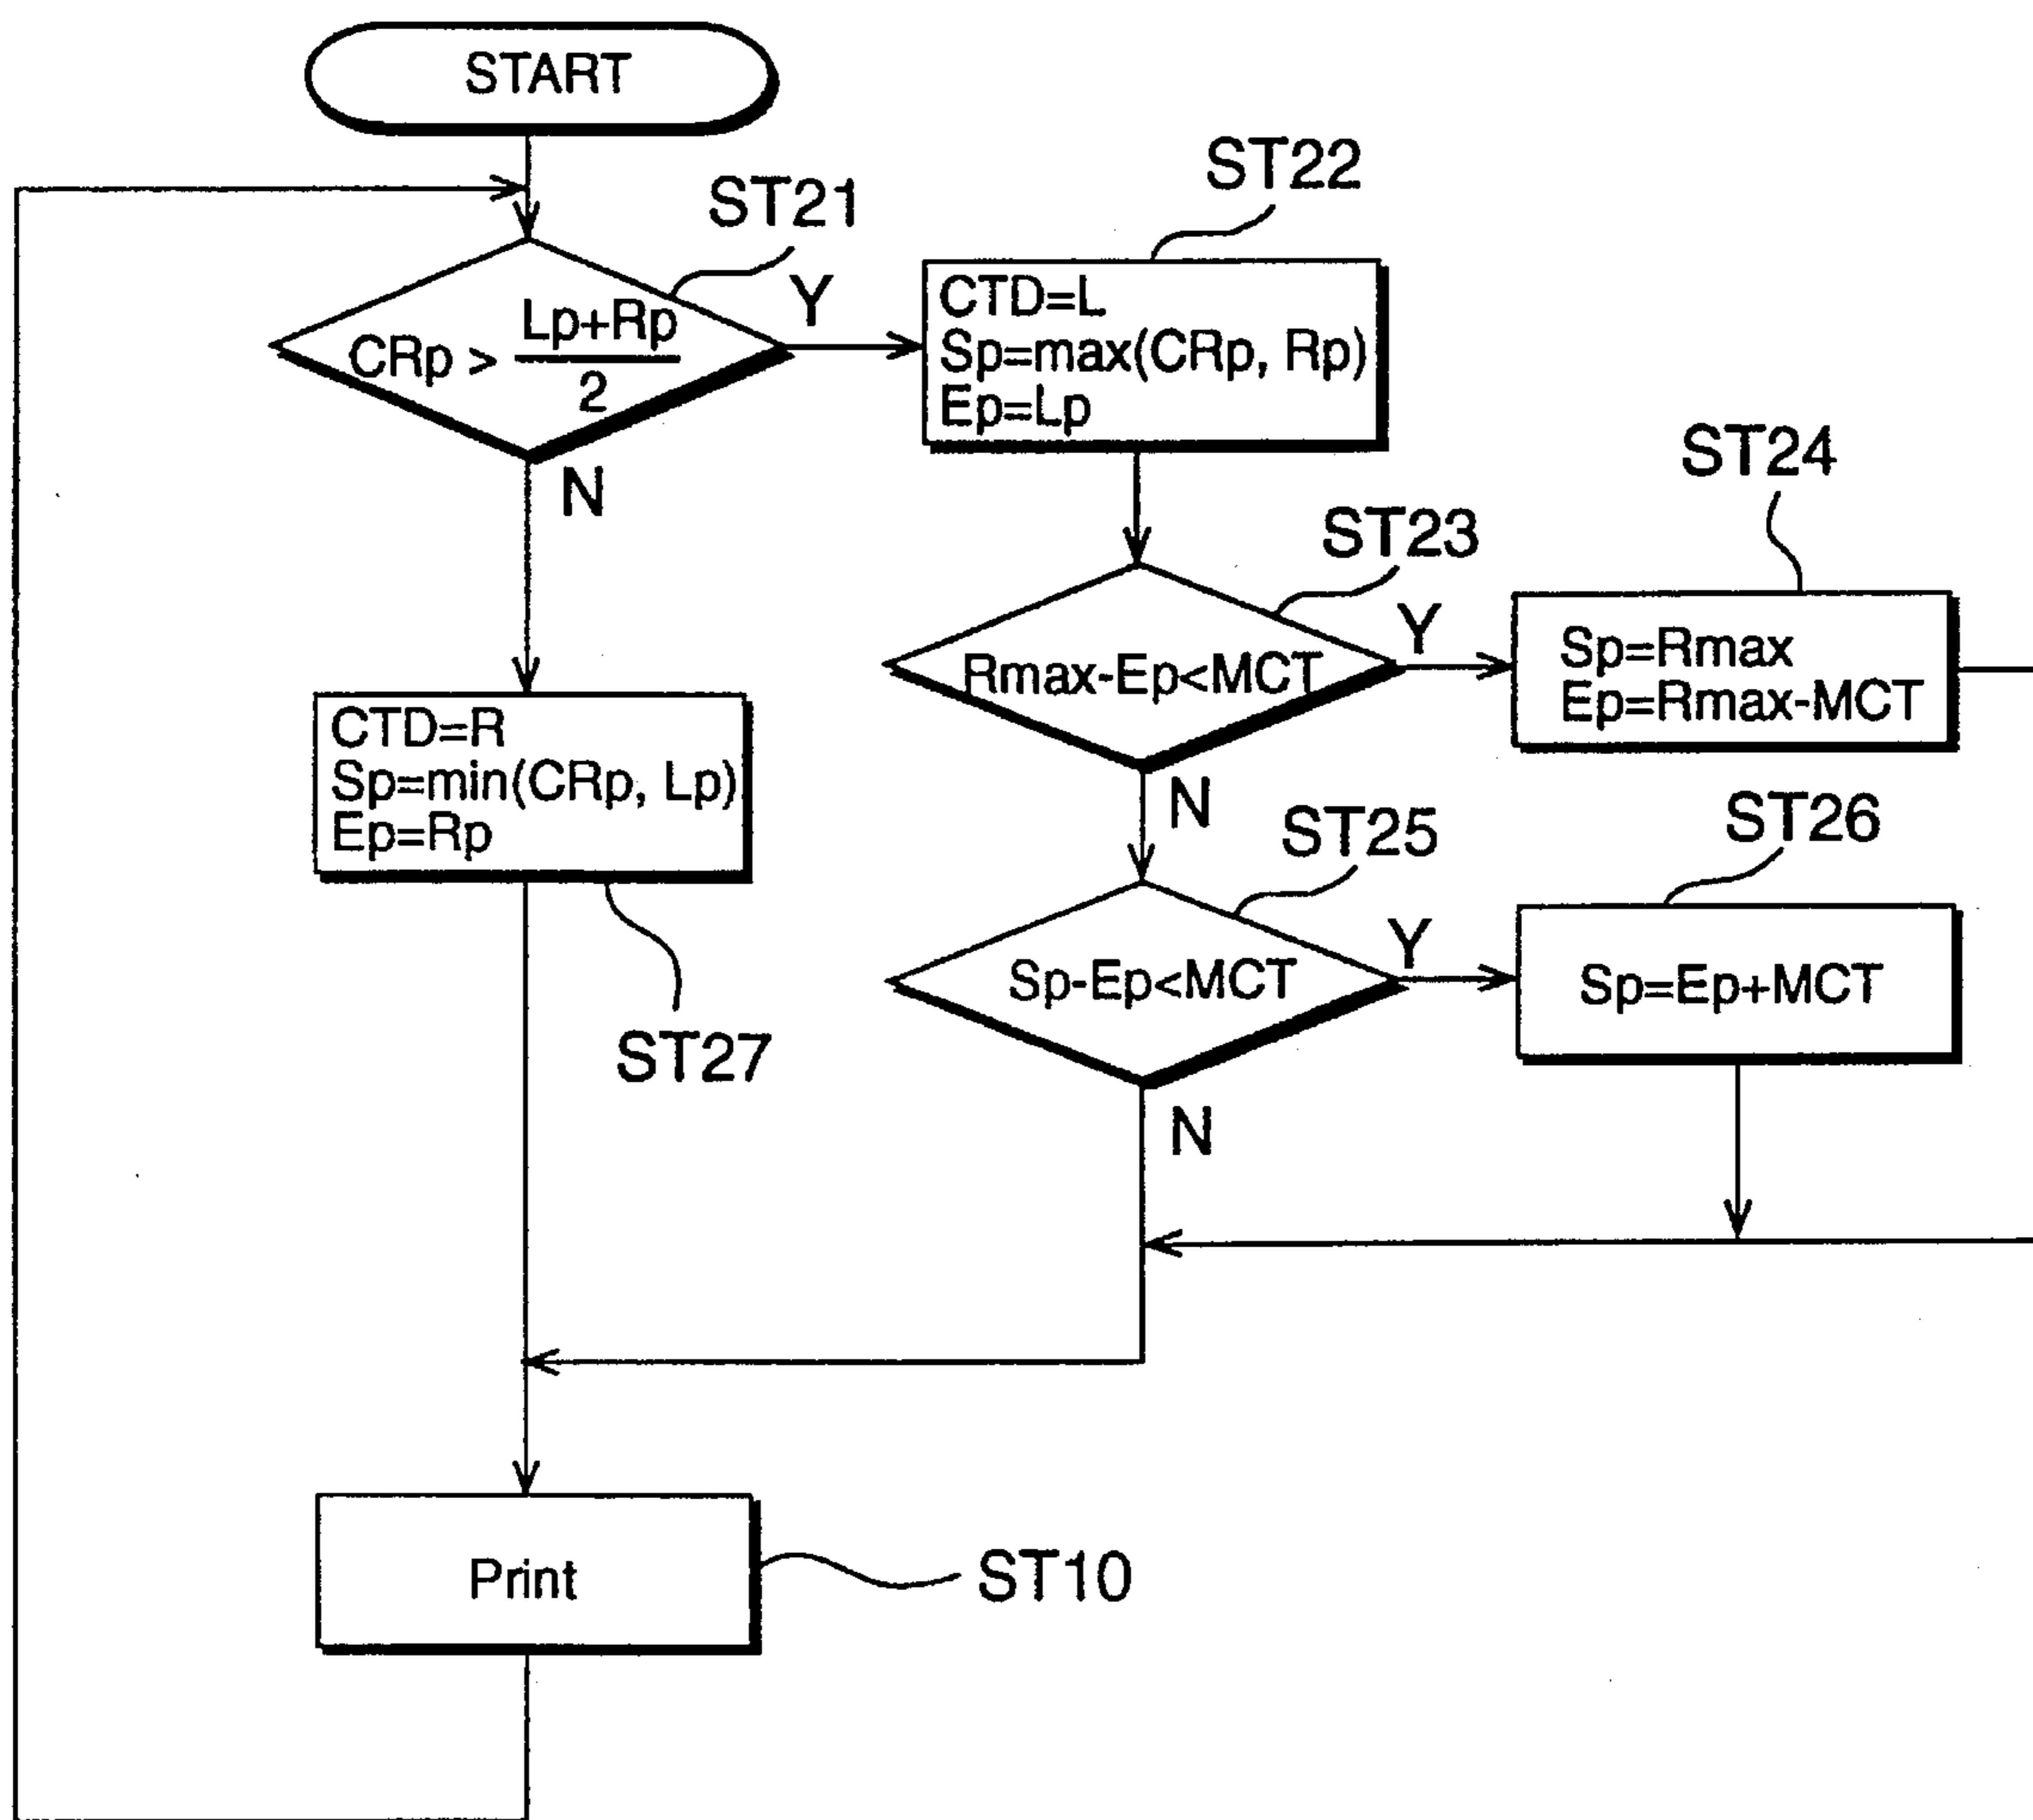 START
ST21
CRp > Lp+Rp
2
Y
N
ST22
CTD=L
Sp=max(CRp, Rp)
Ep=Lp
ST23
Rmax-Ep<MCT
Y
N
ST24
Sp=Rmax
Ep=Rmax-MCT
ST25
Sp-Ep<MCT
Y
N
ST26
Sp=Ep+MCT
CTD=R
Sp=min(CRp, Lp)
Ep=Rp
ST27
Print
ST10